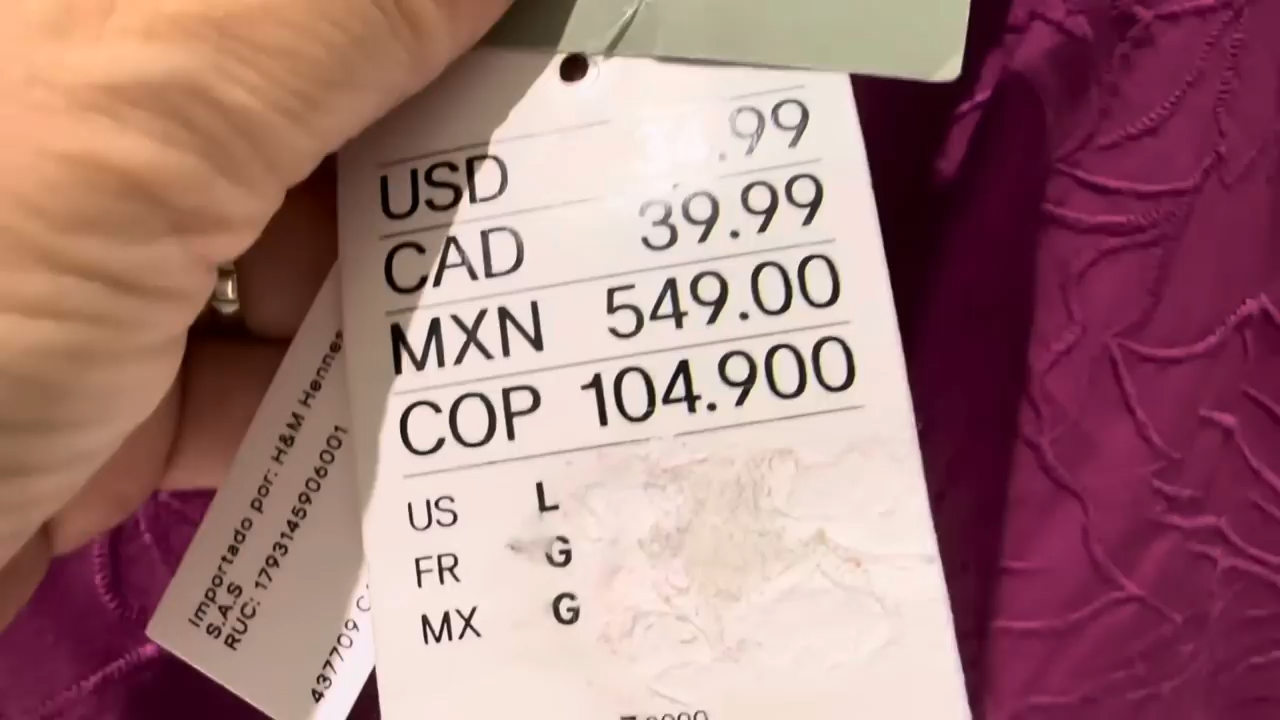 USD 34.99
CAD 39.99
MXN 549.00
COP 104.900
US L
FR G
MX G
Importado por: H&M
S.A.S
RUC: 1793145906001
437709